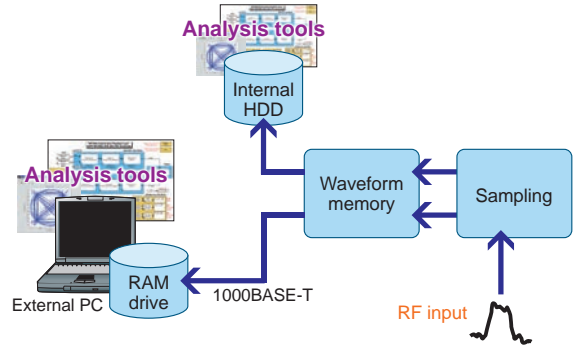 Analysis tools
Internal
HDD
Analysis tools
Waveform
memory
Sampling
RAM
drive
External PC
1000BASE-T
RF input